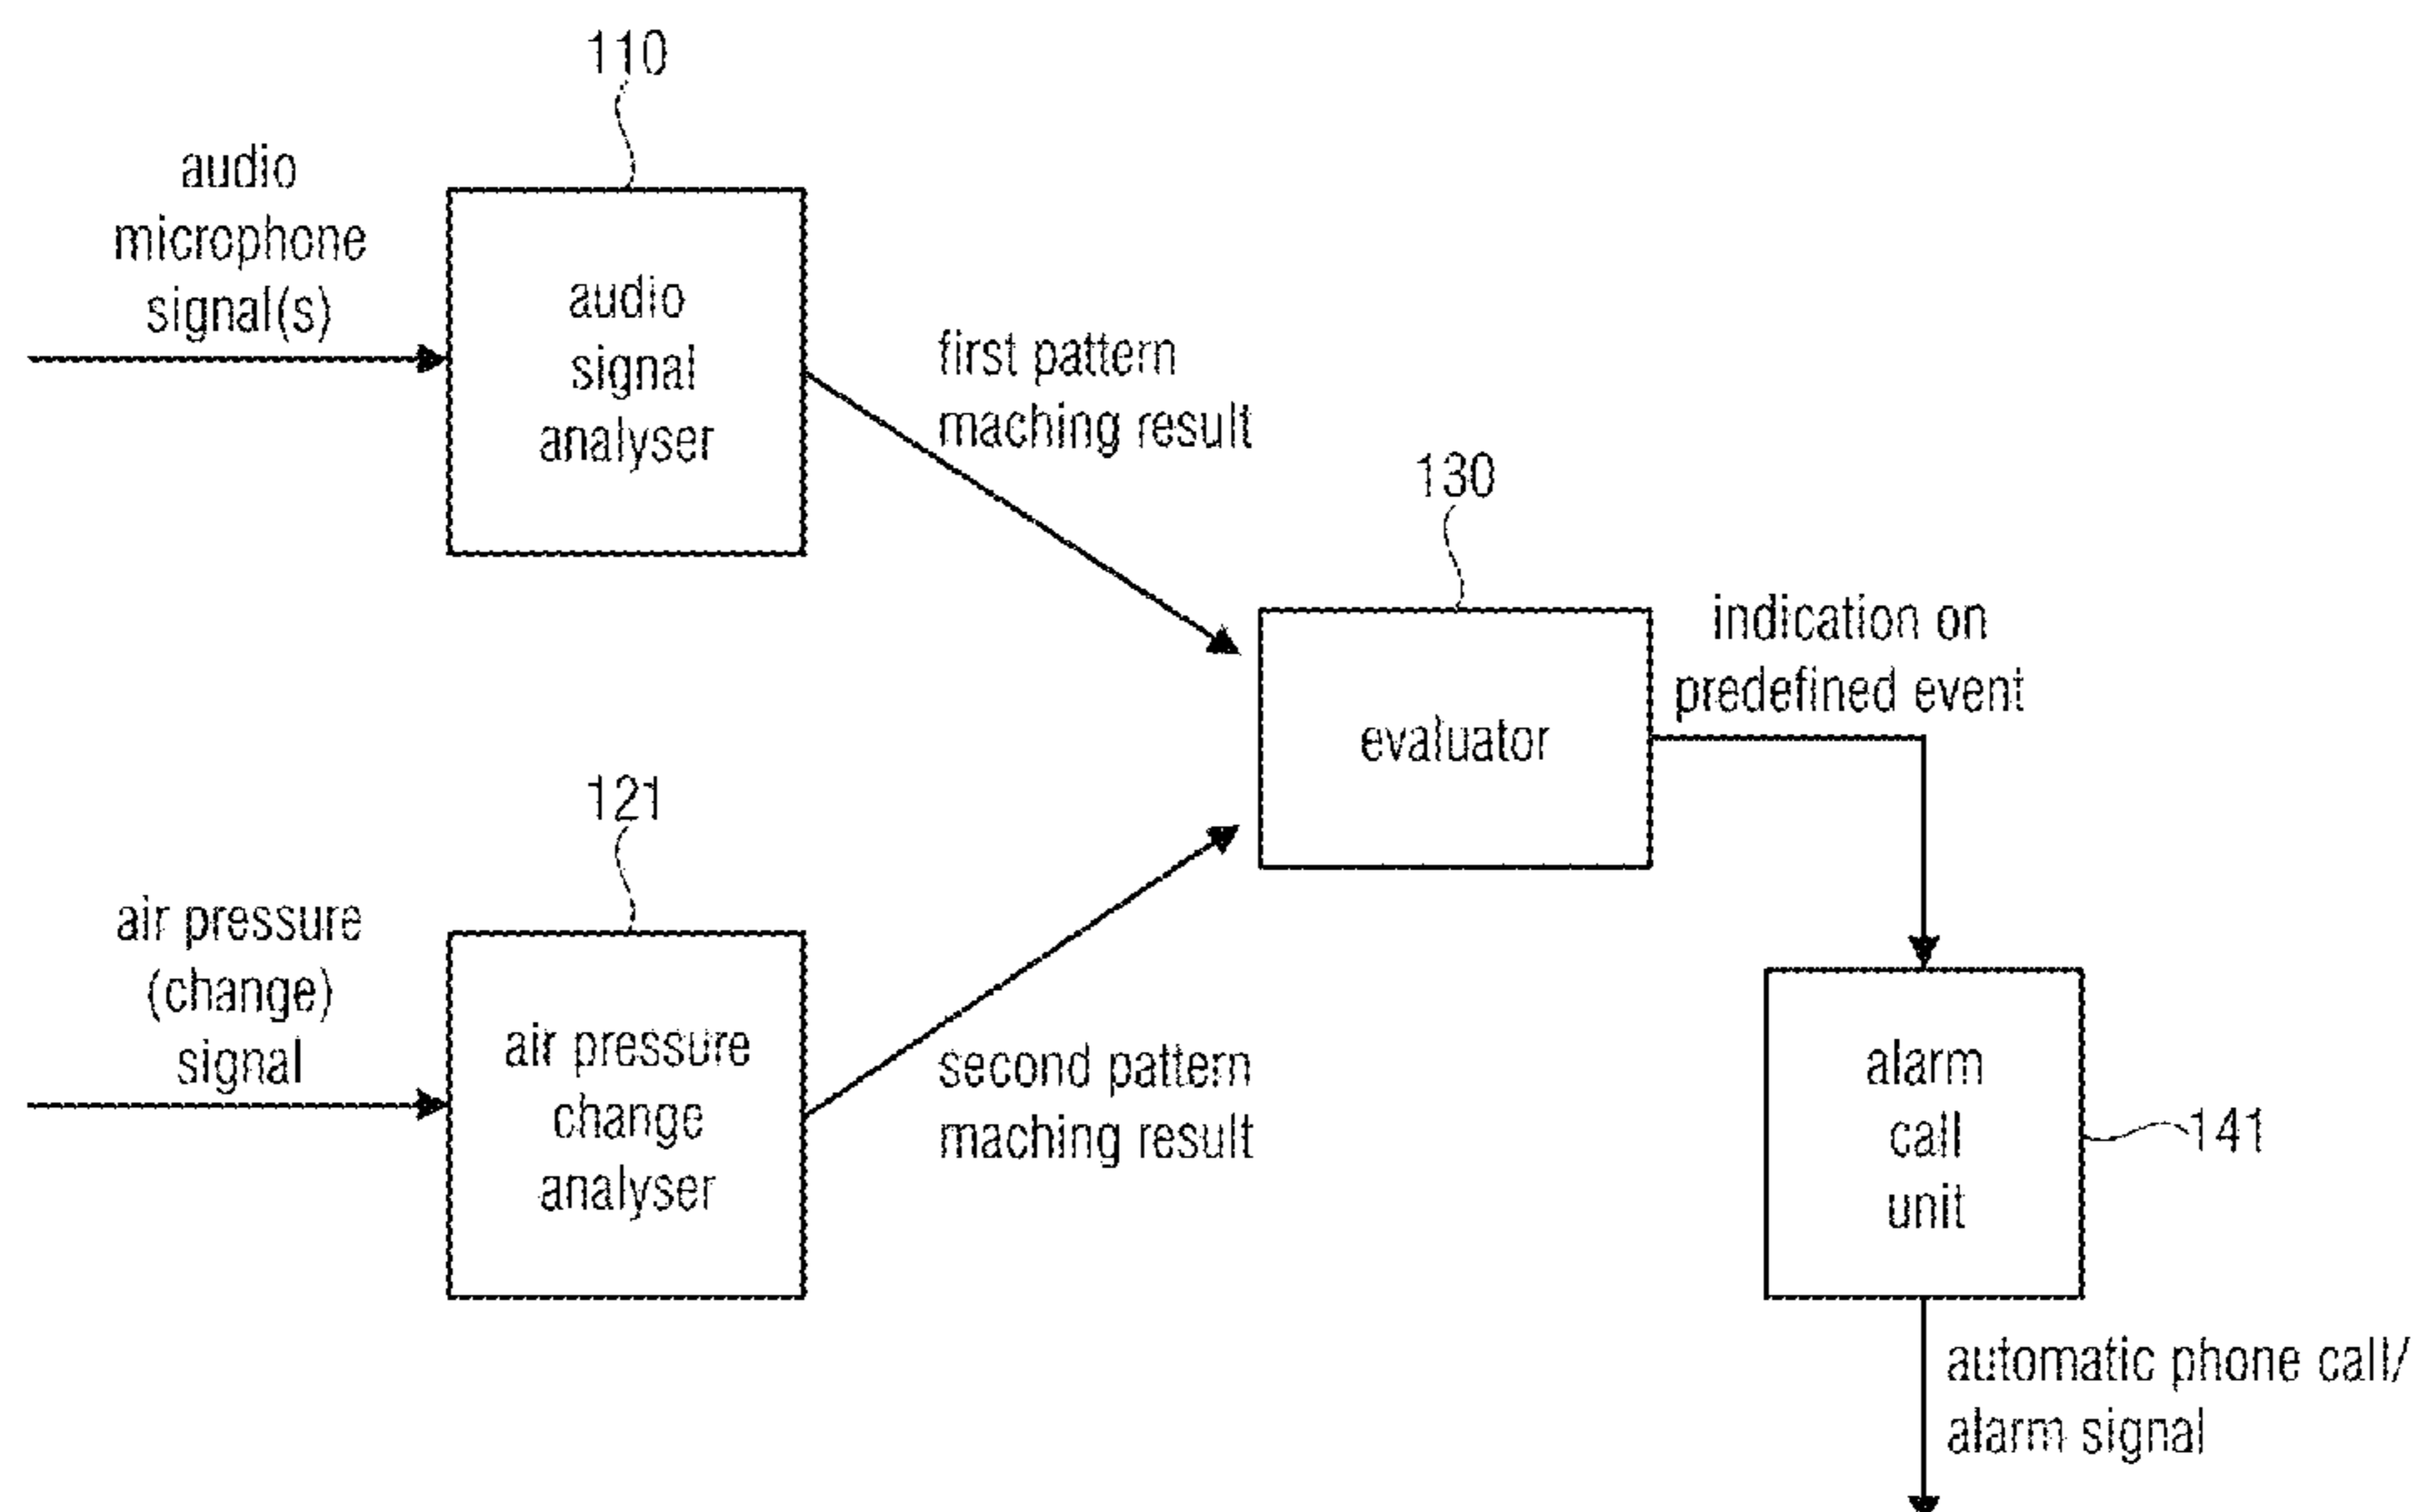 110
audio
microphone
signal(s)
audio
signal
analyser
first pattern
maching result
130
indication on
predefined event
evaluator
121
air pressure
(change)
signal
air pressure
change
analyser
second pattern
maching result
alarm
call
unit
141
automatic phone call/
alarm signal